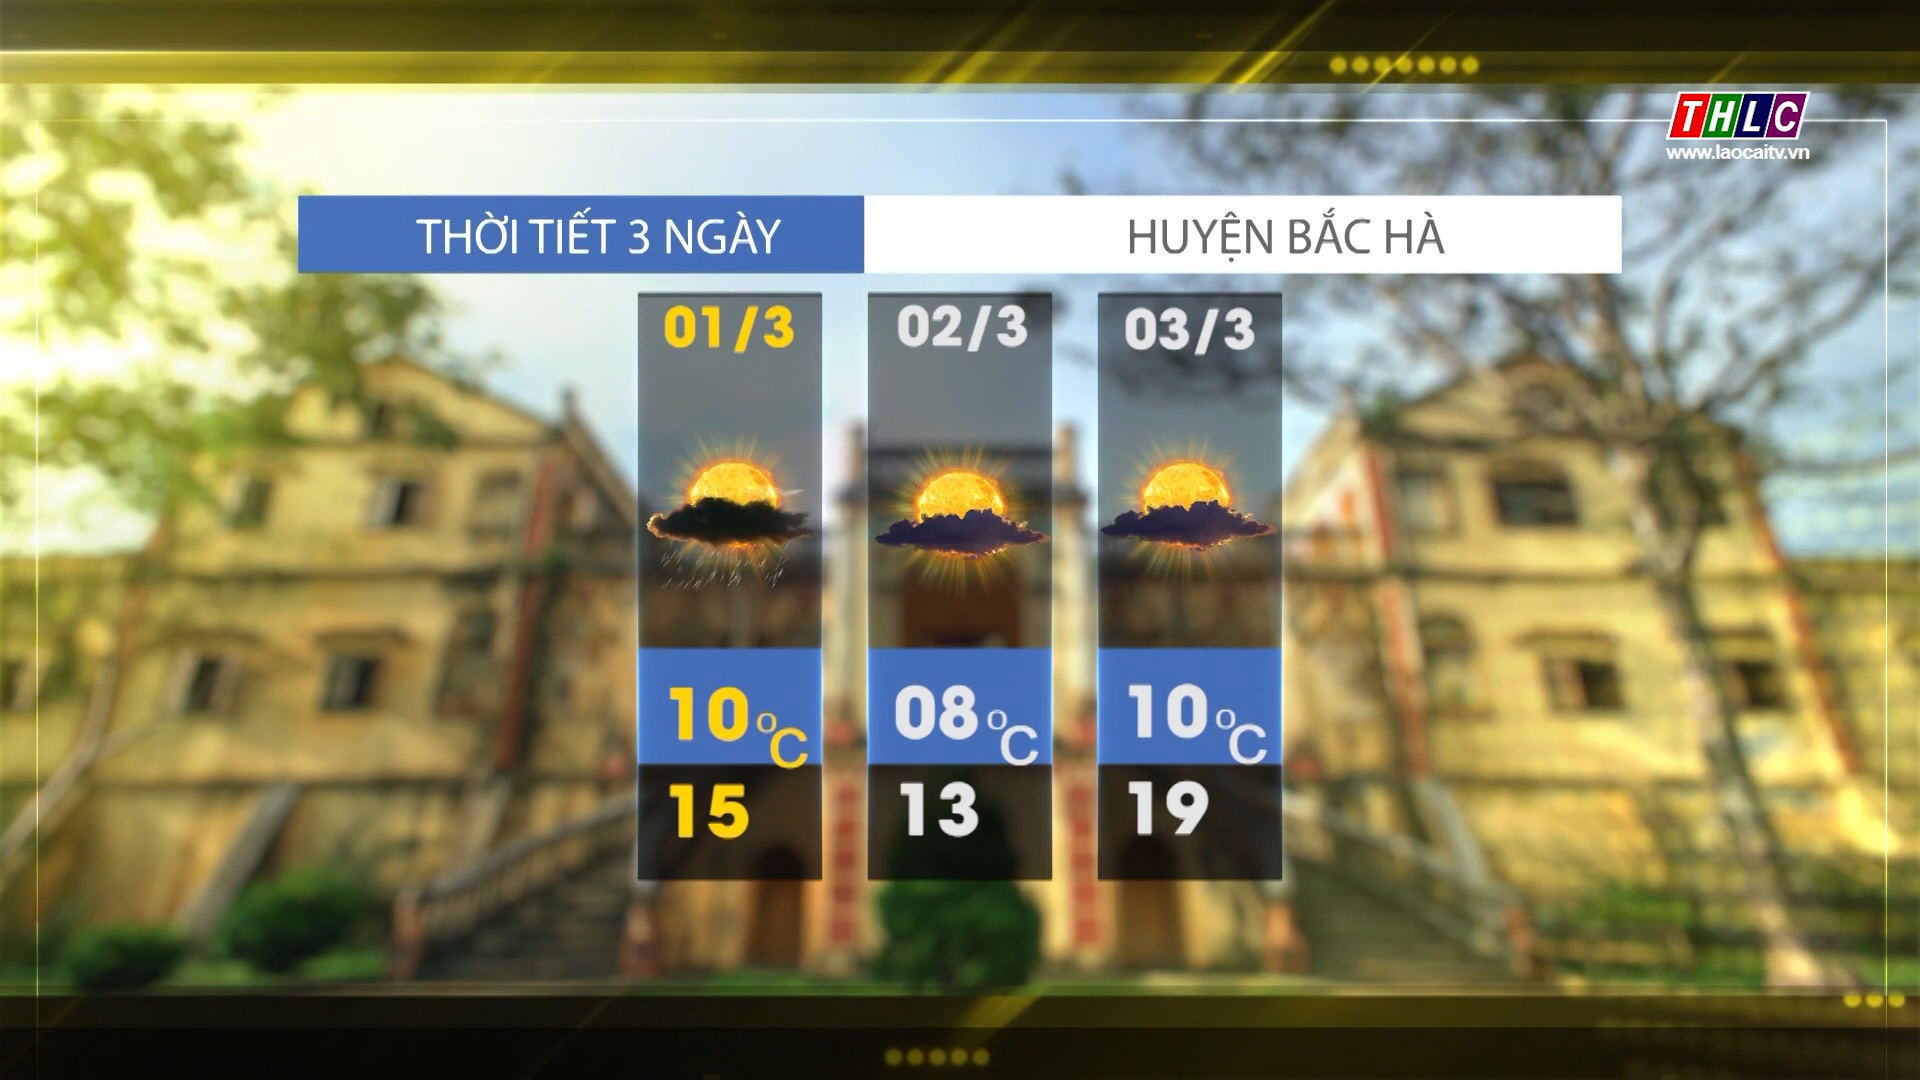 THLC
www.laocaitv.vn
THỜI TIẾT 3 NGÀY HUYỆN BẮC HÀ
01/3 02/3 03/3
10°C 08°C 10°C
15 13 19